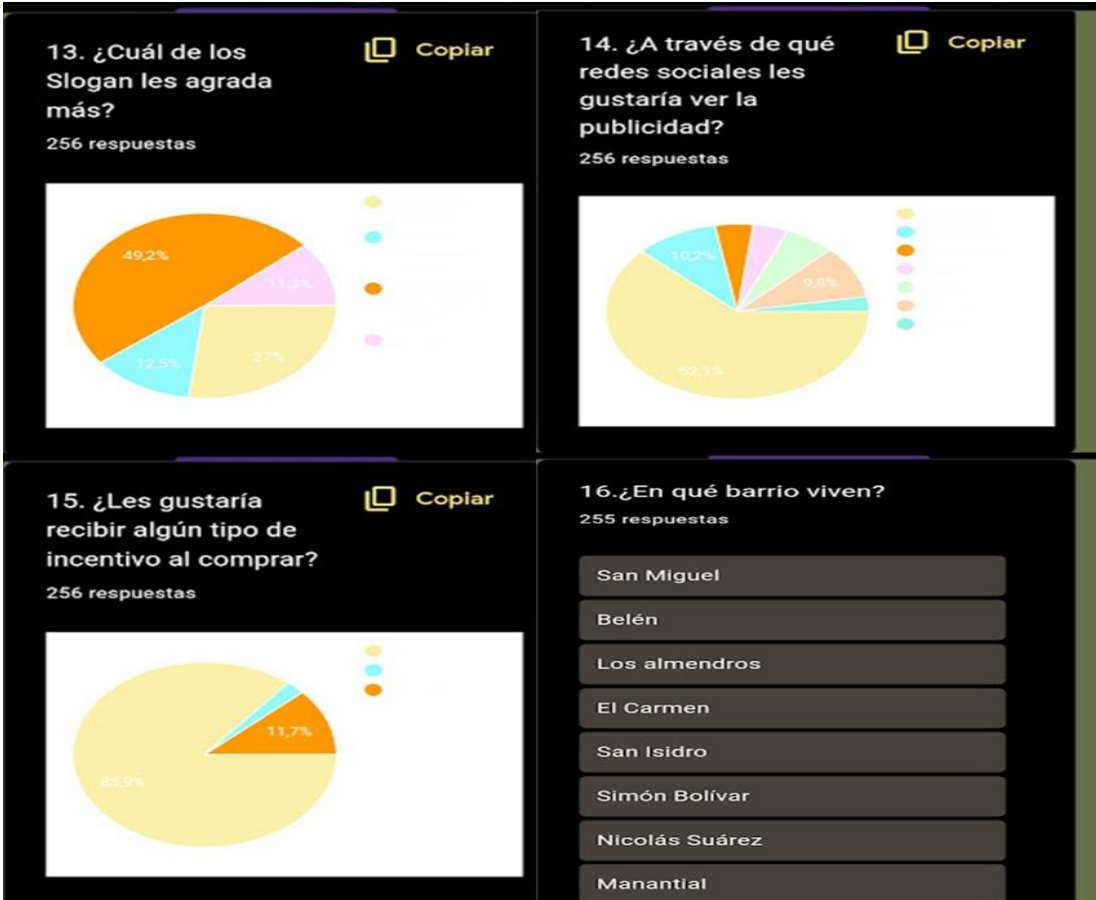 13. ¿Cuál de los
Slogan les agrada
más?
Copiar
256 respuestas
49,2%
11,3%
12,5%
27%
14. ¿A través de qué
redes sociales les
gustaría ver la
publicidad?
Copiar
256 respuestas
10,2%
9,8%
62,1%
15. ¿Les gustaría
recibir algún tipo de
incentivo al comprar?
Copiar
256 respuestas
11,7%
85,9%
16.¿En qué barrio viven?
255 respuestas
San Miguel
Belén
Los almendros
El Carmen
San Isidro
Simón Bolívar
Nicolás Suárez
Manantial